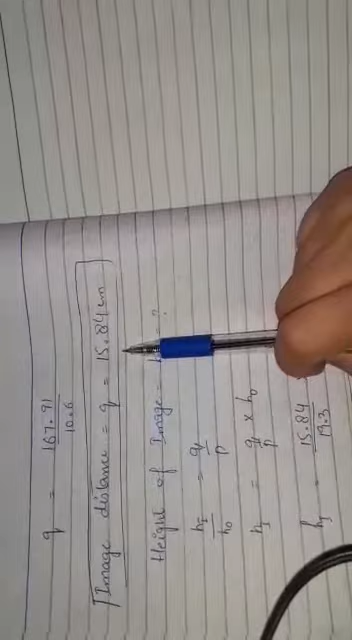 q = 167.91/10.6
Image distance = q = 15.84 cm
Height of Image = ?
hI/ho = q/p
hI = q/p × ho
hI = 15.84/19.3